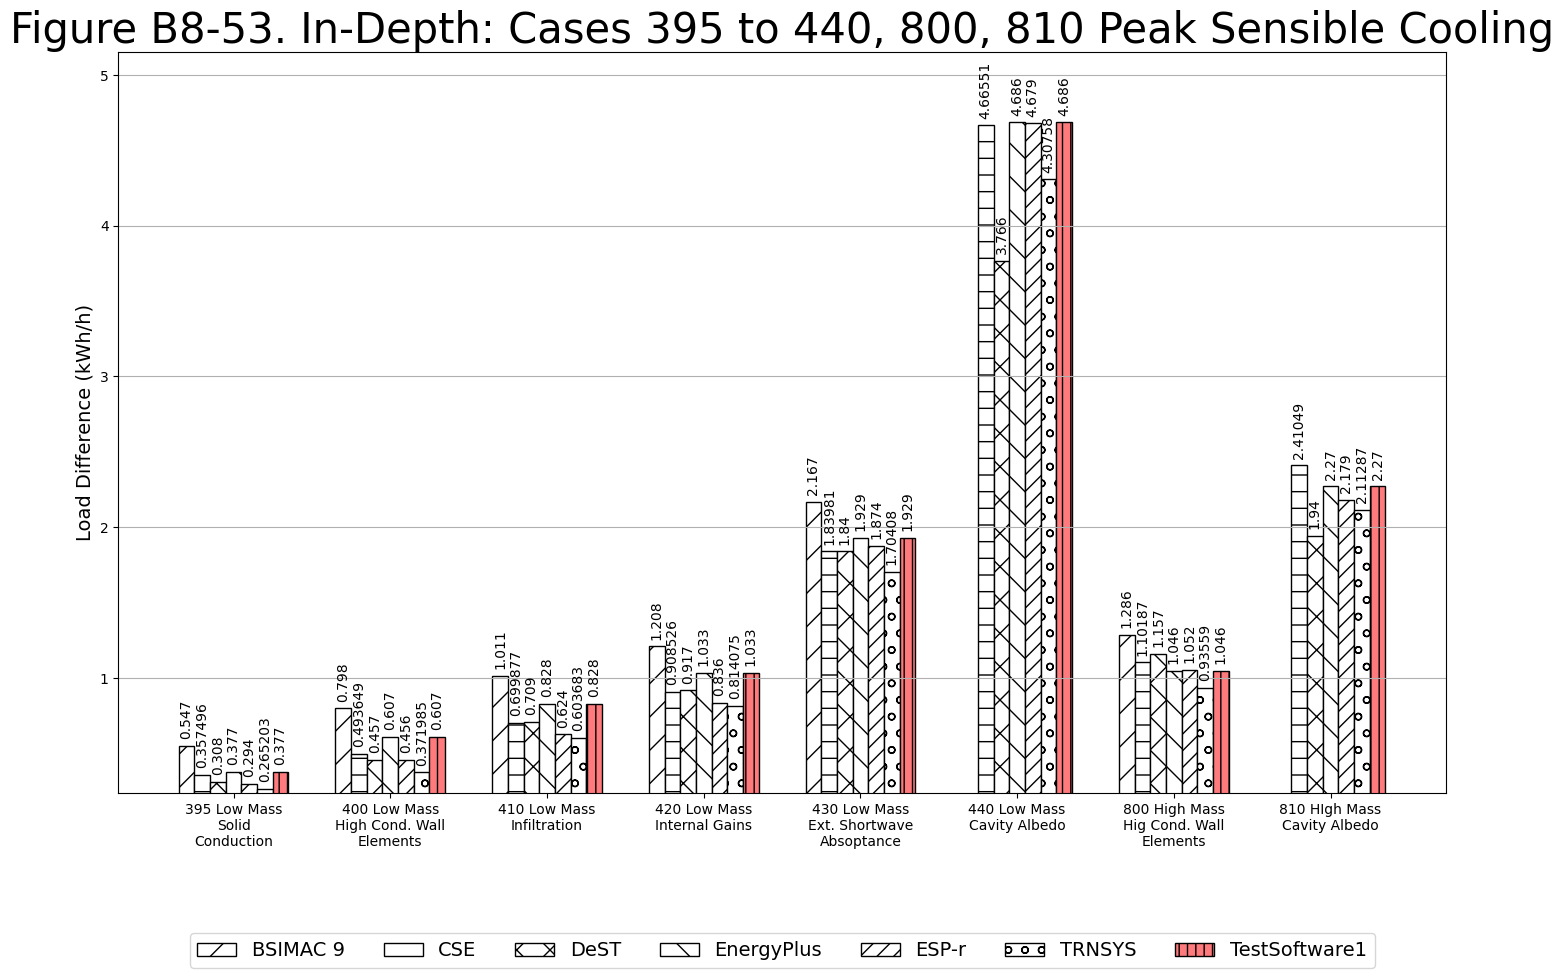 Figure B8-53. In-Depth: Cases 395 to 440, 800, 810 Peak Sensible Cooling
Load Difference (kWh/h)
5
4
3
2
1
0.547
0.357496
0.308
0.377
0.294
0.265203
0.377
0.798
0.493649
0.457
0.607
0.456
0.371985
0.607
1.011
0.699877
0.709
0.828
0.624
0.603683
0.828
1.208
0.908526
0.917
1.033
0.836
0.814075
1.033
2.167
1.83981
1.84
1.929
1.874
1.70408
1.929
4.66551
3.766
4.686
4.679
4.30758
4.686
1.286
1.10187
1.157
1.046
1.052
0.93559
1.046
2.41049
1.94
2.27
2.179
2.11287
2.27
395 Low Mass
Solid
Conduction
400 Low Mass
High Cond. Wall
Elements
410 Low Mass
Infiltration
420 Low Mass
Internal Gains
430 Low Mass
Ext. Shortwave
Absoptance
440 Low Mass
Cavity Albedo
800 High Mass
Hig Cond. Wall
Elements
810 HIgh Mass
Cavity Albedo
BSIMAC 9
CSE
DeST
EnergyPlus
ESP-r
TRNSYS
TestSoftware1